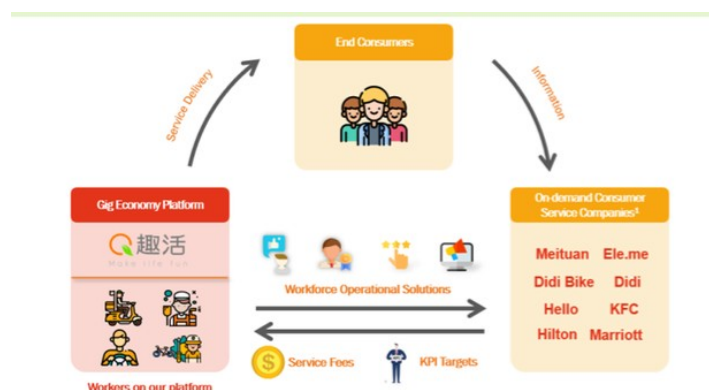 End Consumers
Service Delivery
Information
Gig Economy Platform
趣活
Make life fun
On-demand Consumer
Service Companies¹
Meituan Ele.me
Didi Bike Didi
Hello KFC
Hilton Marriott
Workforce Operational Solutions
$ Service Fees
KPI Targets
Workers on our platform